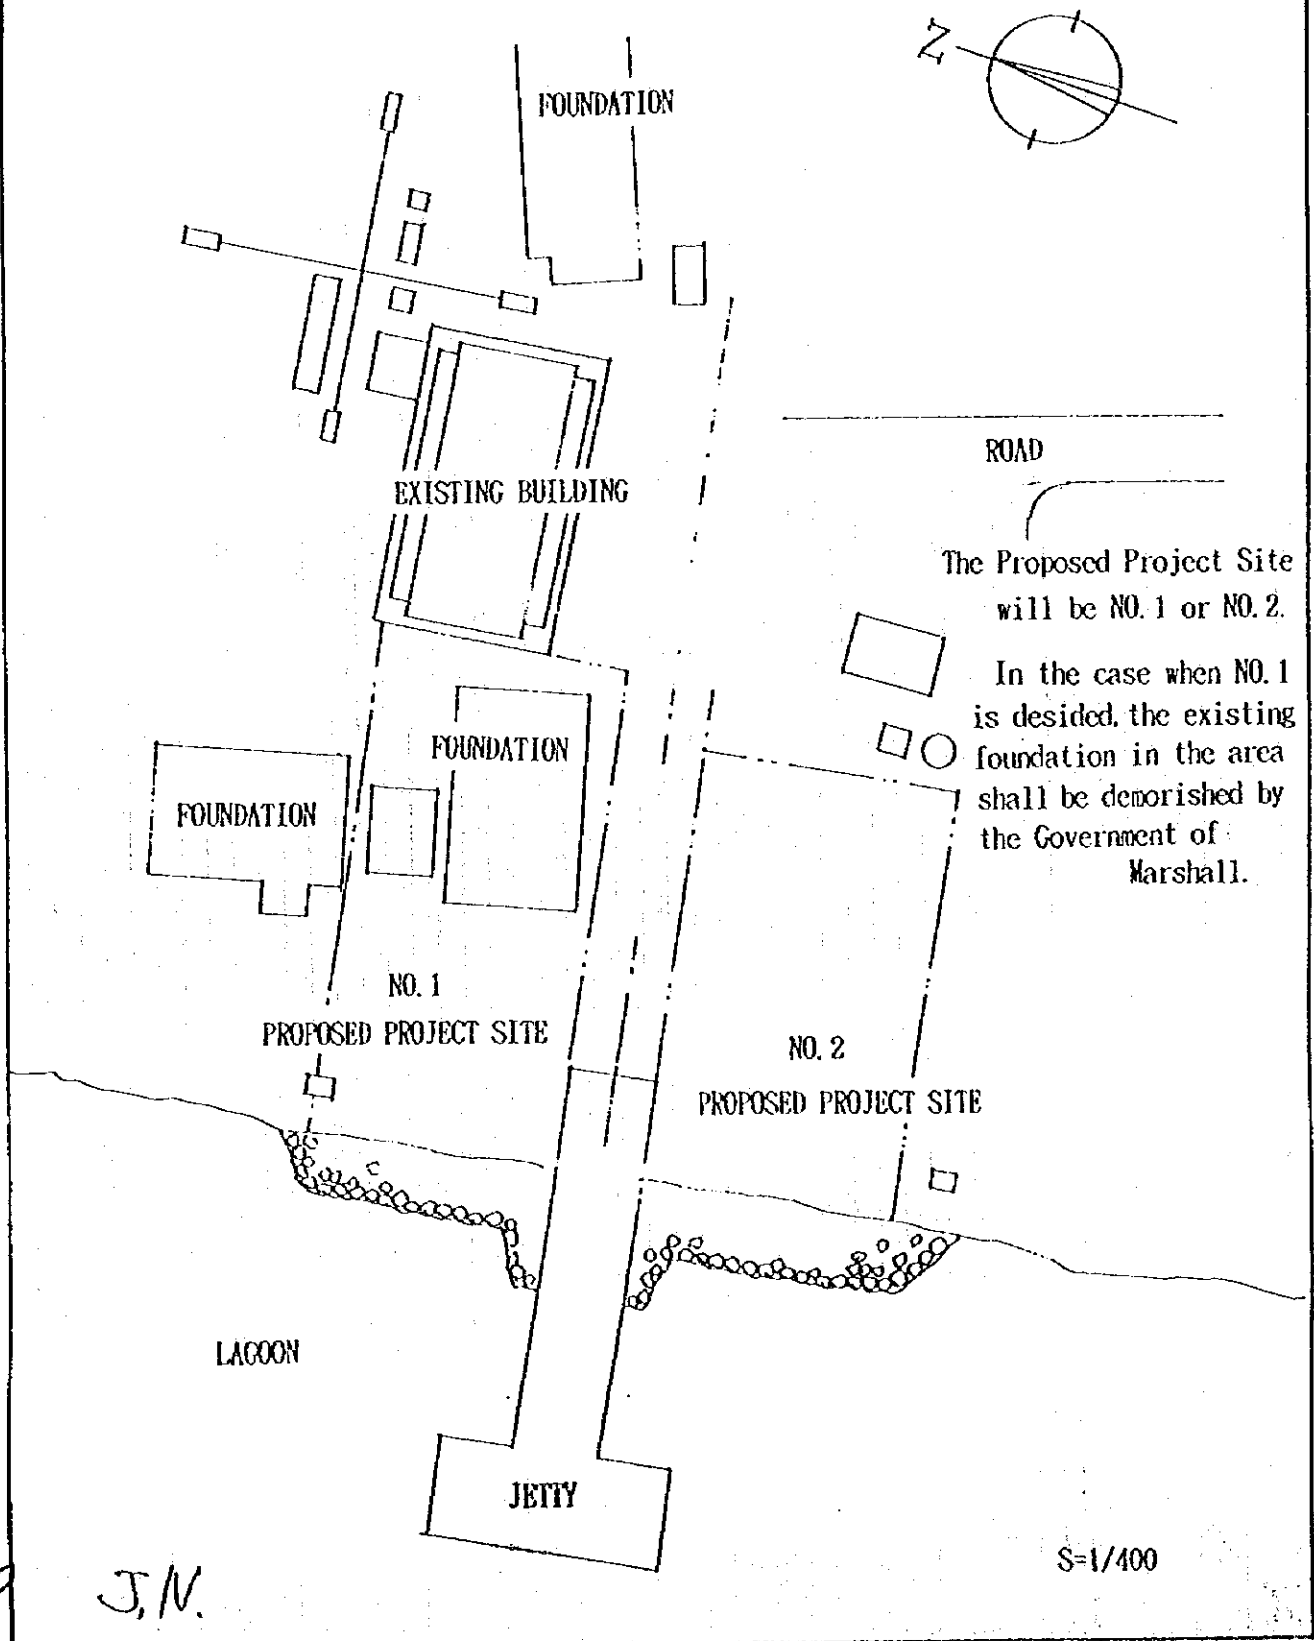 N
FOUNDATION
ROAD
EXISTING BUILDING
The Proposed Project Site
will be NO. 1 or NO. 2.
In the case when NO. 1
is desided, the existing
foundation in the area
shall be demorished by
the Government of
Marshall.
FOUNDATION
FOUNDATION
NO. 1
PROPOSED PROJECT SITE
NO. 2
PROPOSED PROJECT SITE
LAGOON
JETTY
S=1/400
J.N.